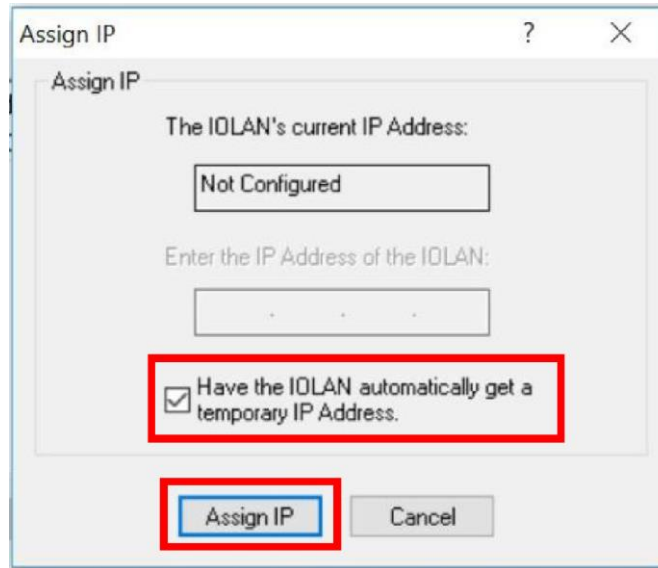 Assign IP
?
Assign IP
The IOLAN's current IP Address:
Not Configured
Enter the IP Address of the IOLAN:
. . .
Have the IOLAN automatically get a
temporary IP Address.
Assign IP
Cancel